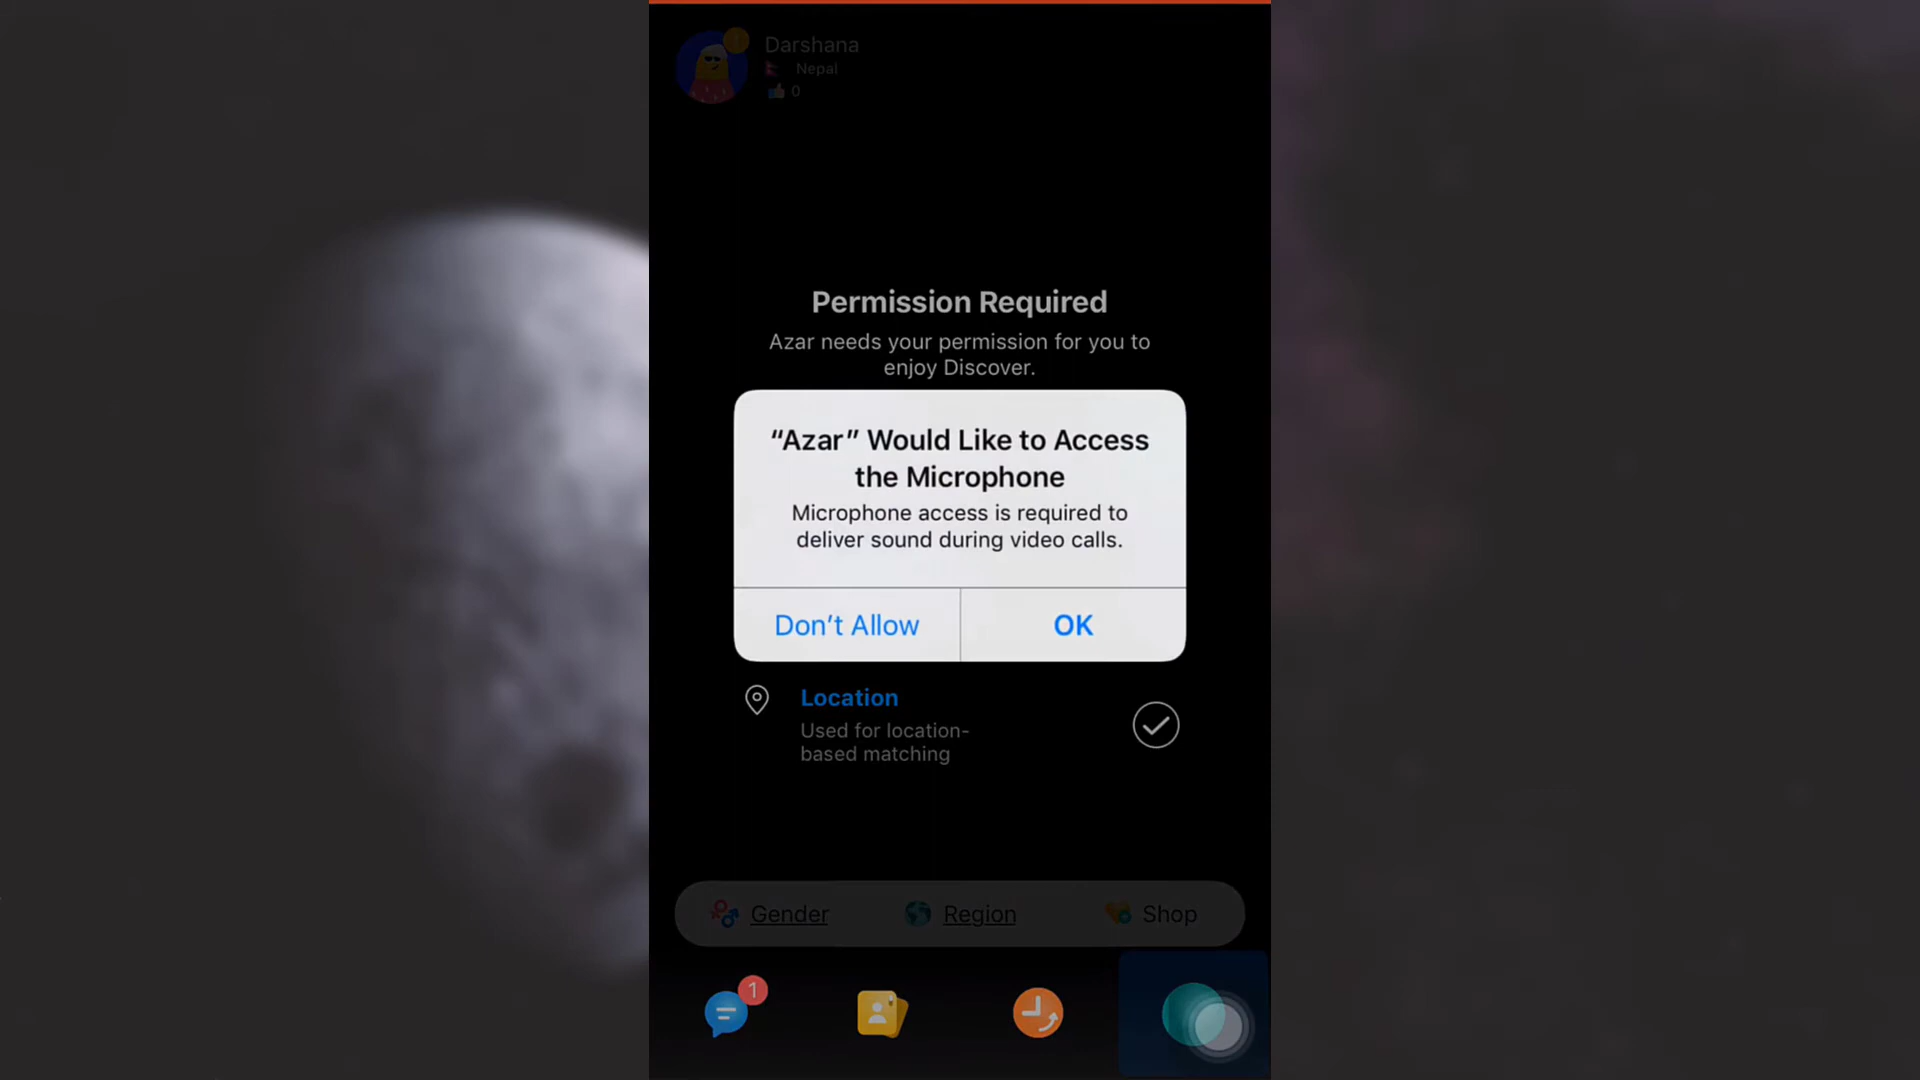 Darshana
Nepal
0
Permission Required
Azar needs your permission for you to
enjoy Discover.
“Azar” Would Like to Access
the Microphone
Microphone access is required to
deliver sound during video calls.
Don’t Allow
OK
Location
Used for location-
based matching
Gender
Region
Shop
1